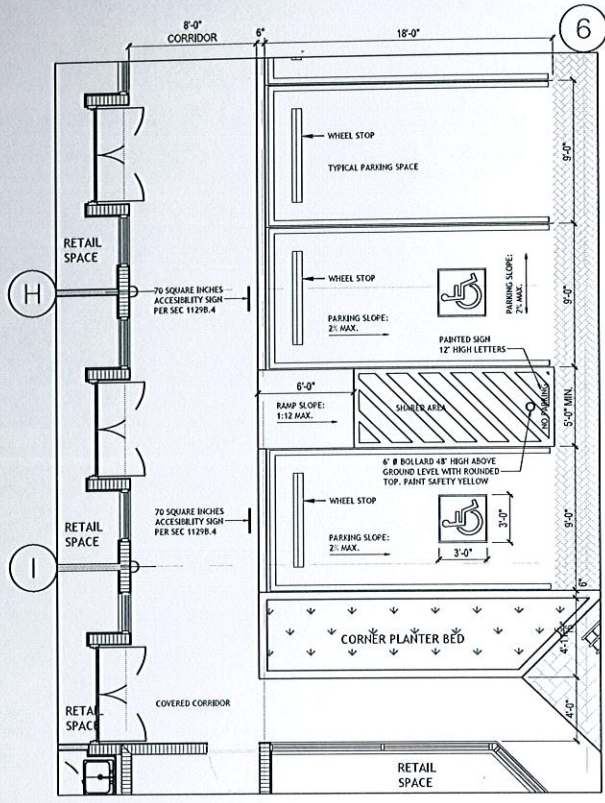 8'-0"
CORRIDOR
6"
18'-0"
6
WHEEL STOP
TYPICAL PARKING SPACE
9'-0"
RETAIL
SPACE
H
70 SQUARE INCHES
ACCESIBILITY SIGN
PER SEC 1129B.4
WHEEL STOP
PARKING SLOPE:
2% MAX.
PARKING SLOPE:
2% MAX.
9'-0"
PAINTED SIGN
12" HIGH LETTERS
6'-0"
RAMP SLOPE:
1:12 MAX.
SHARED AREA
NO PARKING
5'-0" MIN.
6" Ø BOLLARD 48" HIGH ABOVE
GROUND LEVEL WITH ROUNDED
TOP, PAINT SAFETY YELLOW
RETAIL
SPACE
I
70 SQUARE INCHES
ACCESIBILITY SIGN
PER SEC 1129B.4
WHEEL STOP
PARKING SLOPE:
2% MAX.
3'-0"
3'-0"
9'-0"
6"
CORNER PLANTER BED
4'-0"
COVERED CORRIDOR
RETAIL
SPACE
RETAIL
SPACE